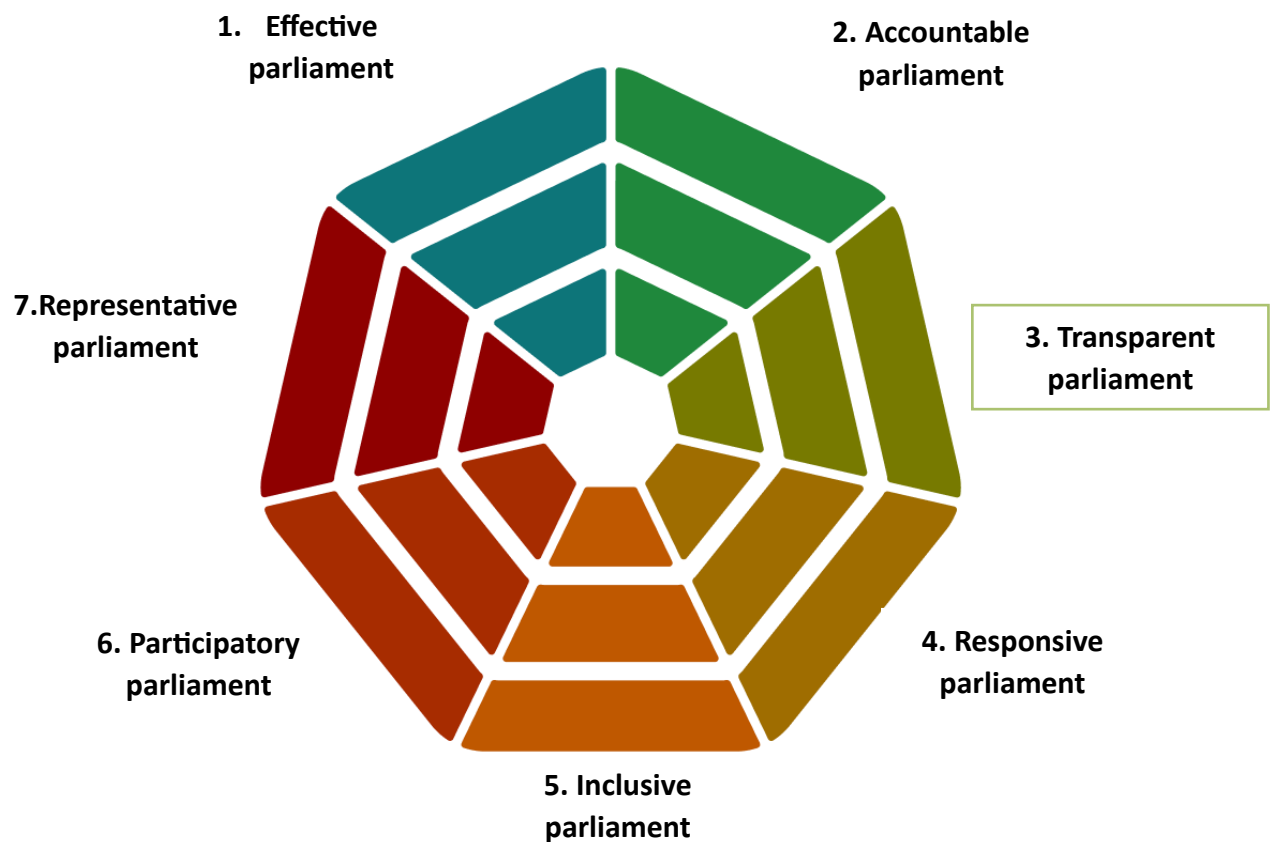 1. Effective
parliament
2. Accountable
parliament
3. Transparent
parliament
4. Responsive
parliament
5. Inclusive
parliament
6. Participatory
parliament
7.Representative
parliament